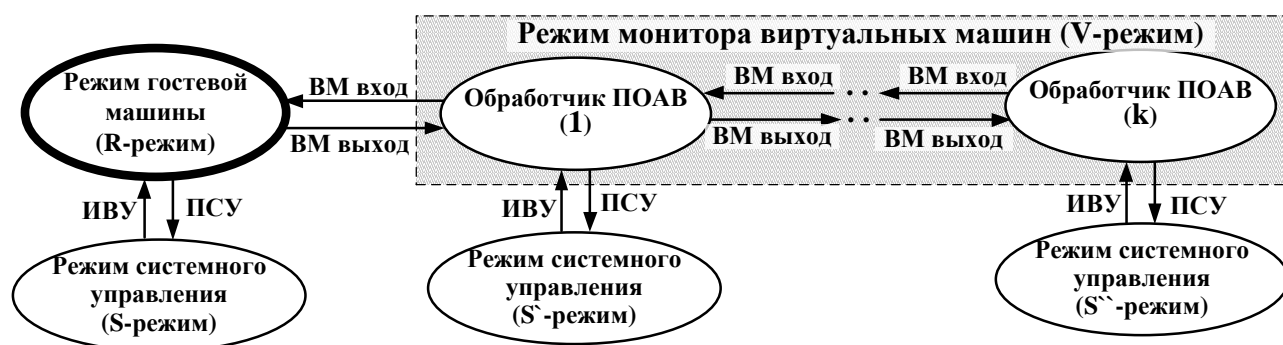 Режим монитора виртуальных машин (V-режим)
Режим гостевой
машины
(R-режим)
ВМ вход
ВМ выход
Обработчик ПОАВ
(1)
ВМ вход
ВМ выход
. .
. .
ВМ вход
ВМ выход
Обработчик ПОАВ
(k)
ИВУ
ПСУ
ИВУ
ПСУ
ИВУ
ПСУ
Режим системного
управления
(S-режим)
Режим системного
управления
(S`-режим)
Режим системного
управления
(S``-режим)